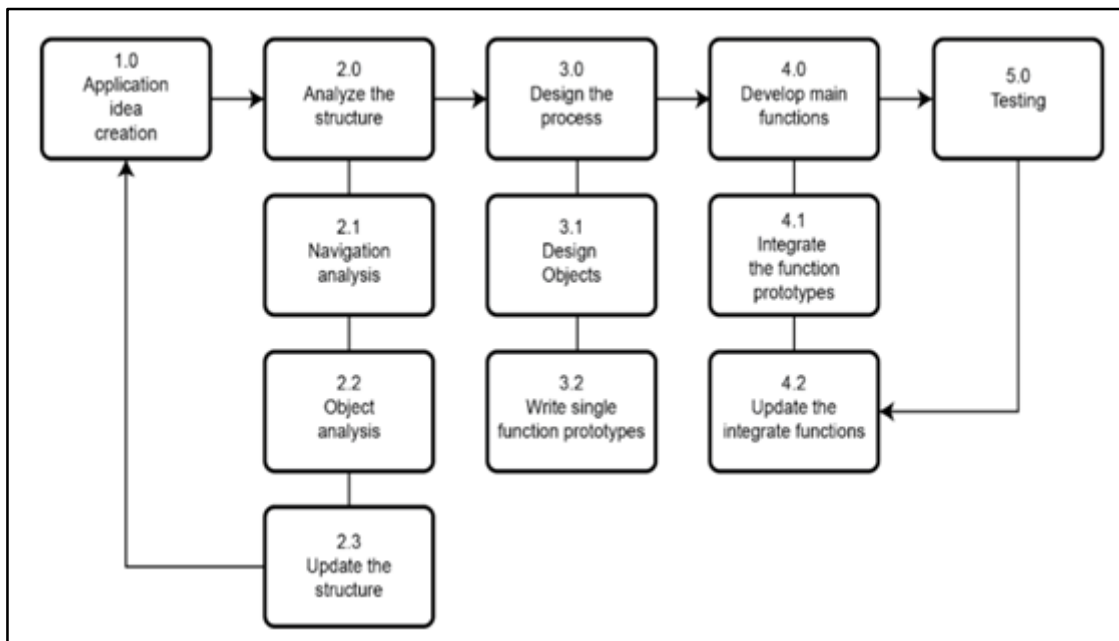 1.0
Application
idea
creation
2.0
Analyze the
structure
3.0
Design the
process
4.0
Develop main
functions
5.0
Testing
2.1
Navigation
analysis
3.1
Design
Objects
4.1
Integrate
the function
prototypes
2.2
Object
analysis
3.2
Write single
function prototypes
4.2
Update the
integrate functions
2.3
Update the
structure